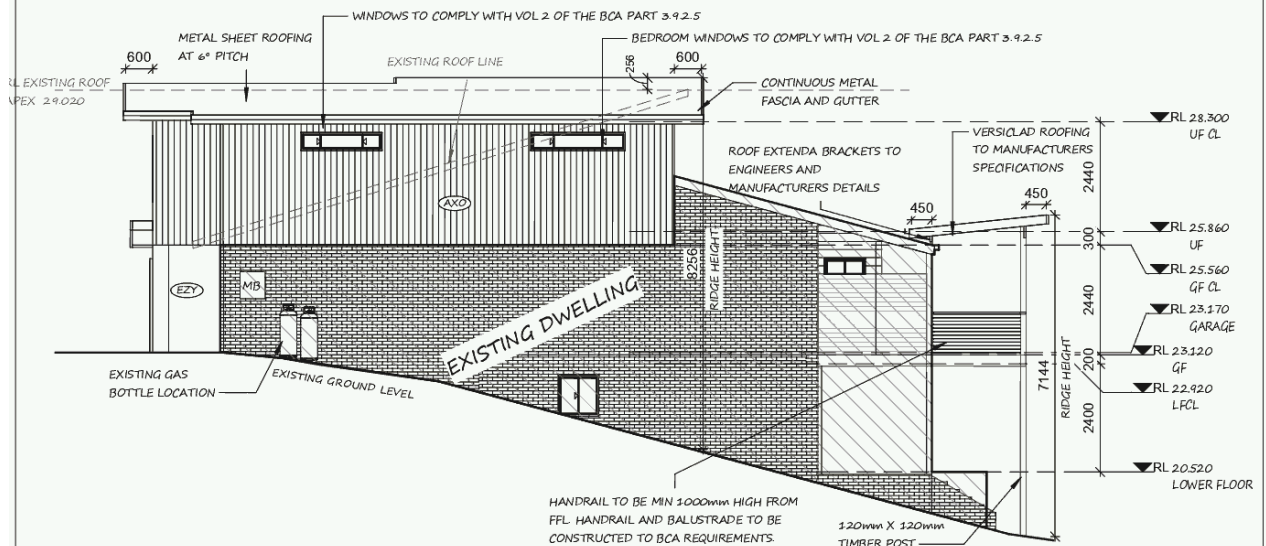 WINDOWS TO COMPLY WITH VOL 2 OF THE BCA PART 3.9.2.5
METAL SHEET ROOFING
AT 6° PITCH
BEDROOM WINDOWS TO COMPLY WITH VOL 2 OF THE BCA PART 3.9.2.5
600
EXISTING ROOF LINE
256
600
RL EXISTING ROOF
APEX 29.020
CONTINUOUS METAL
FASCIA AND GUTTER
RL 28.300
UF CL
VERSICLAD ROOFING
TO MANUFACTURERS
SPECIFICATIONS
ROOF EXTENDA BRACKETS TO
ENGINEERS AND
MANUFACTURERS DETAILS
2440
AXO
450
450
RL 25.860
UF
300
8256
RIDGE HEIGHT
RL 25.560
GF CL
EZY
MB
2440
EXISTING DWELLING
RL 23.170
GARAGE
RL 23.120
GF
200
EXISTING GAS
BOTTLE LOCATION
EXISTING GROUND LEVEL
7144
RIDGE HEIGHT
RL 22.920
LFCL
2400
RL 20.520
LOWER FLOOR
HANDRAIL TO BE MIN 1000mm HIGH FROM
FFL. HANDRAIL AND BALUSTRADE TO BE
CONSTRUCTED TO BCA REQUIREMENTS.
120mm X 120mm
TIMBER POST